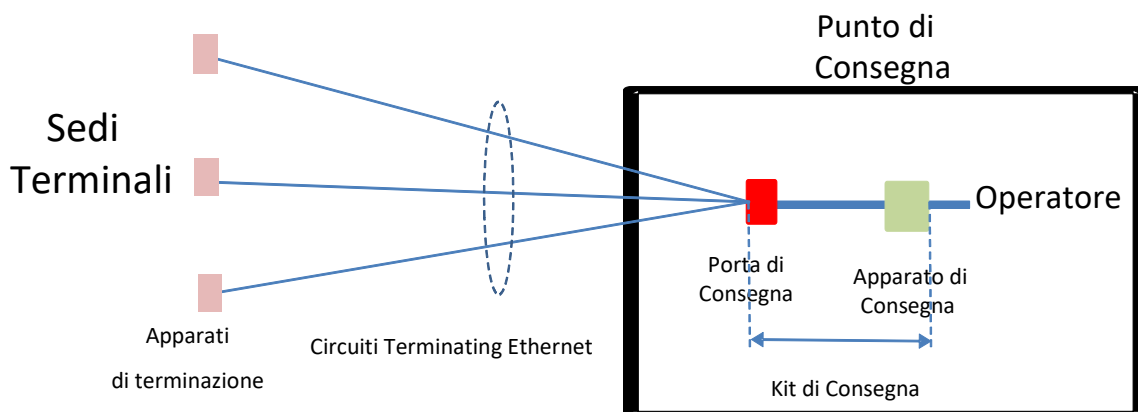 Punto di
Consegna
Sedi
Terminali
Operatore
Porta di
Consegna
Apparato di
Consegna
Apparati
di terminazione
Circuiti Terminating Ethernet
Kit di Consegna